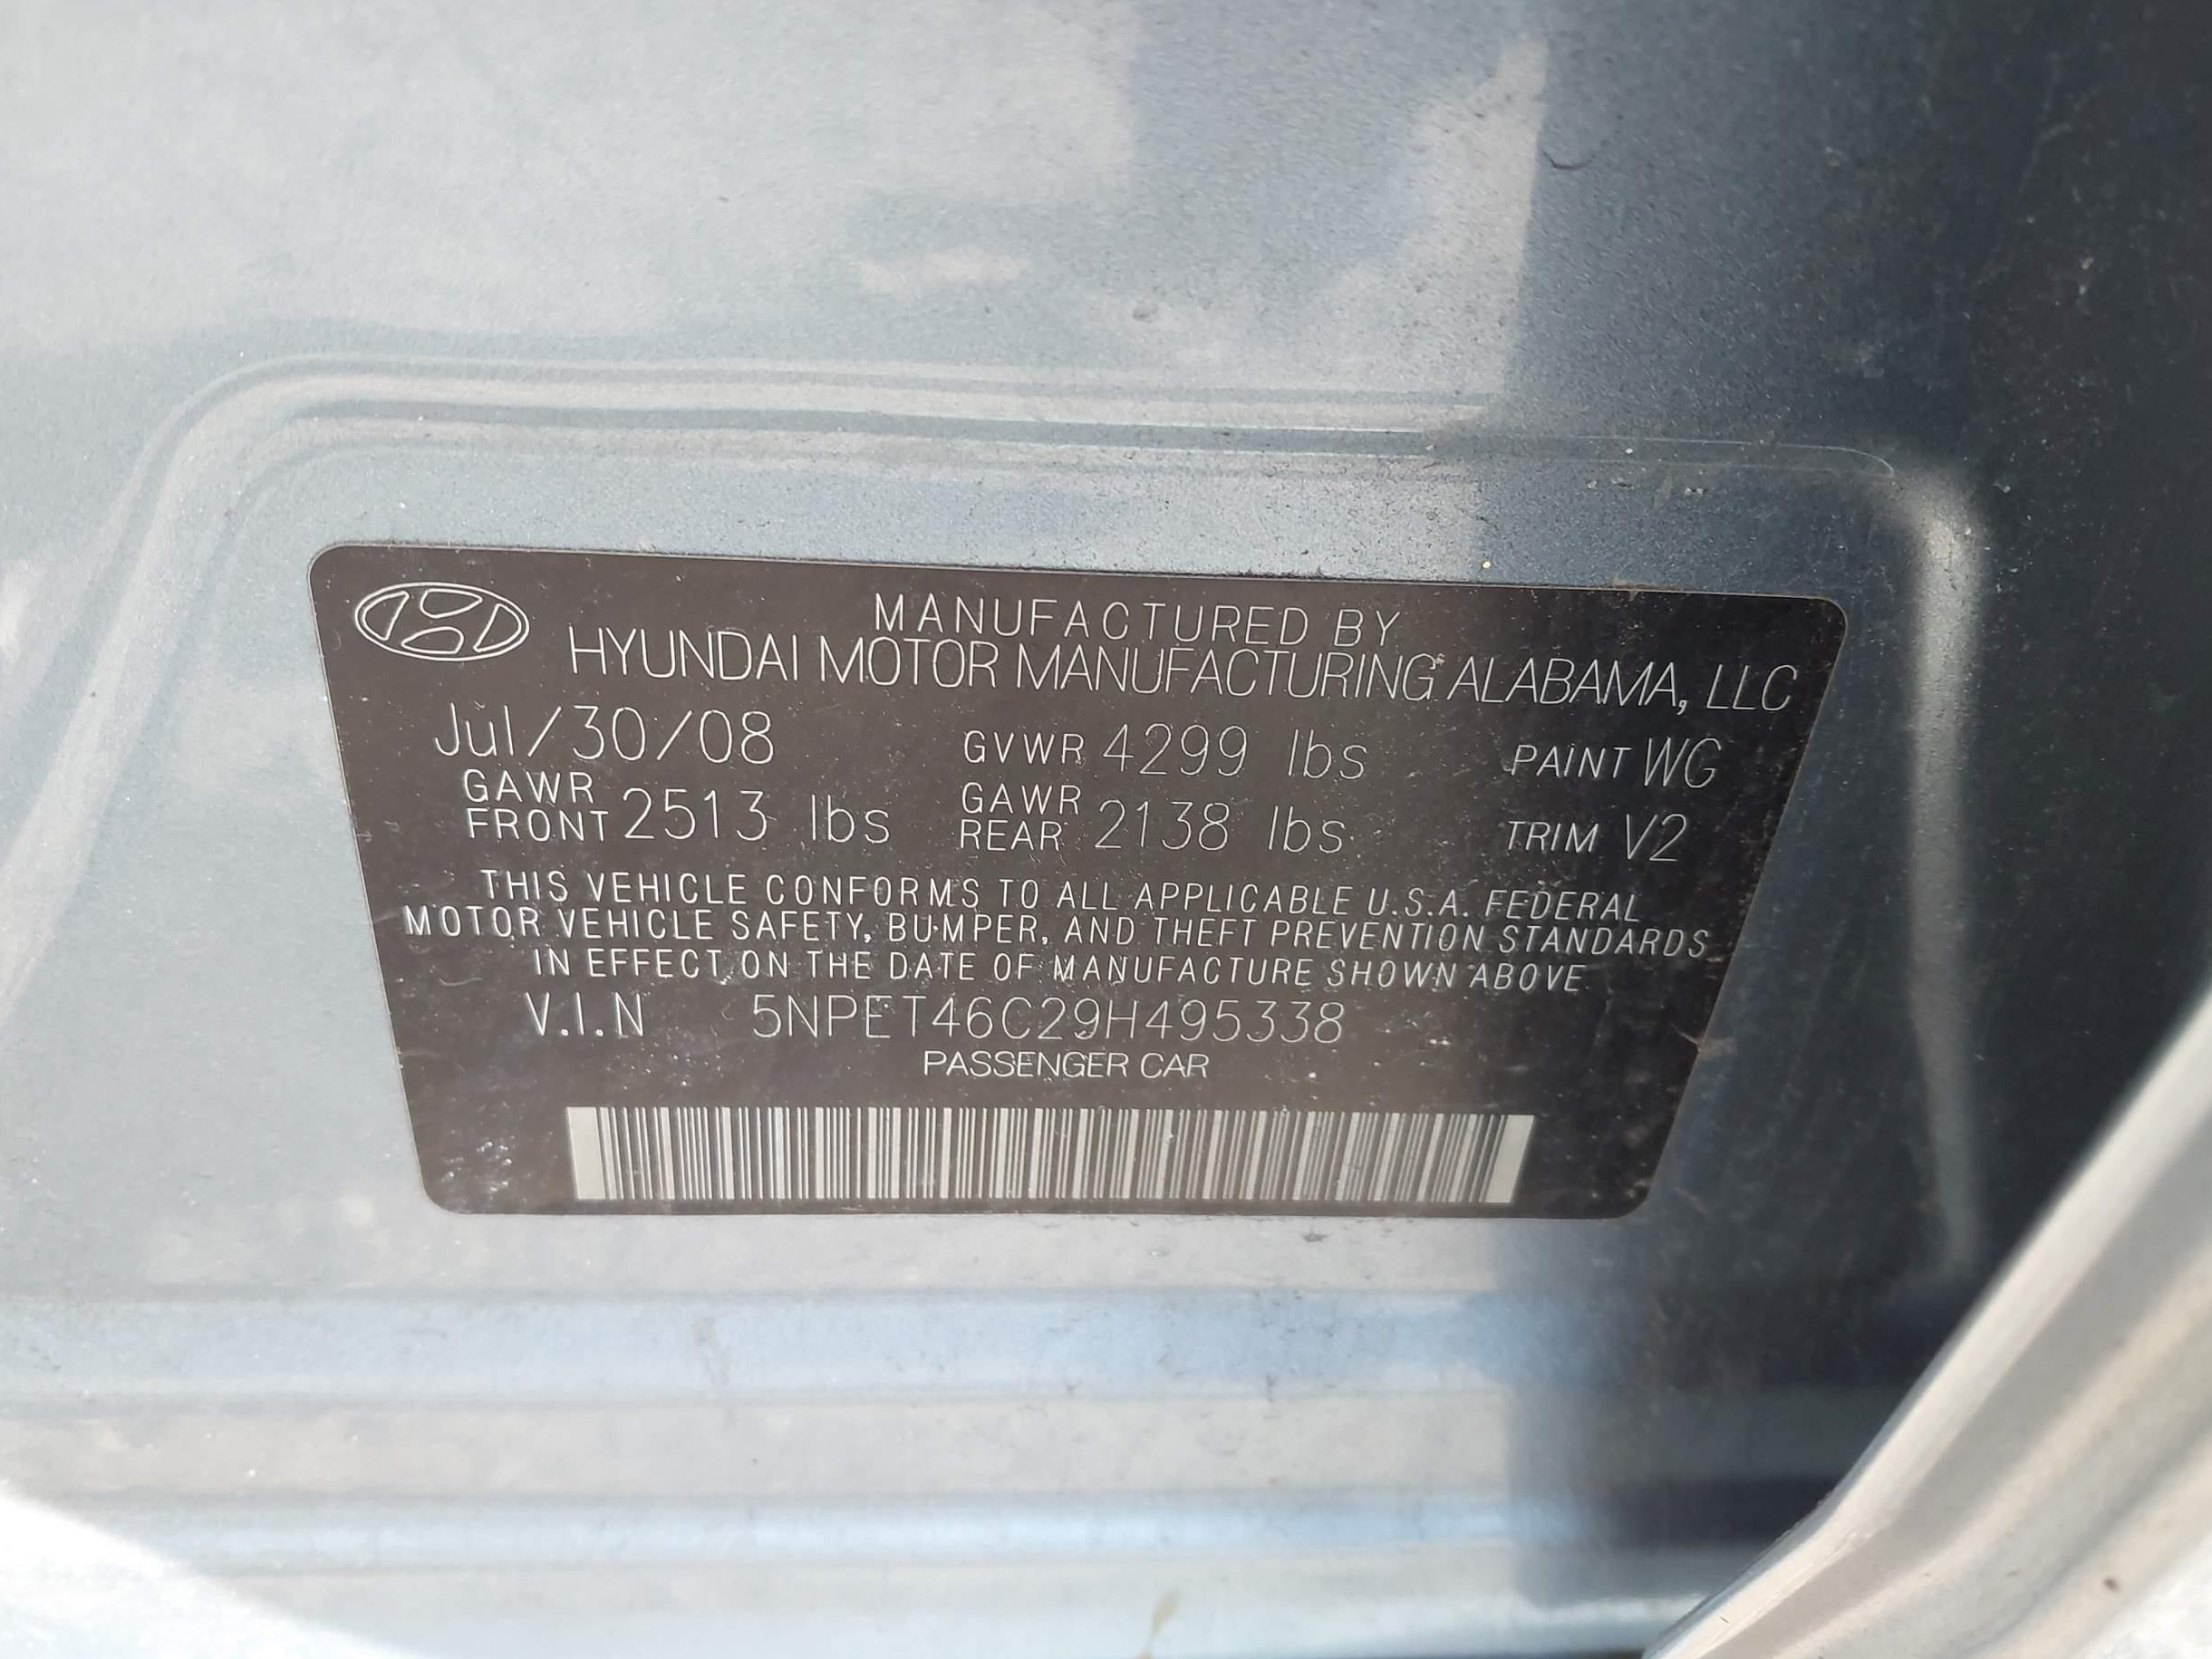 MANUFACTURED BY
HYUNDAI MOTOR MANUFACTURING ALABAMA, LLC
Jul/30/08 GVWR 4299 lbs PAINT WG
GAWR FRONT 2513 lbs GAWR REAR 2138 lbs TRIM V2
THIS VEHICLE CONFORMS TO ALL APPLICABLE U.S.A. FEDERAL
MOTOR VEHICLE SAFETY, BUMPER, AND THEFT PREVENTION STANDARDS
IN EFFECT ON THE DATE OF MANUFACTURE SHOWN ABOVE
V.I.N 5NPET46C29H495338
PASSENGER CAR